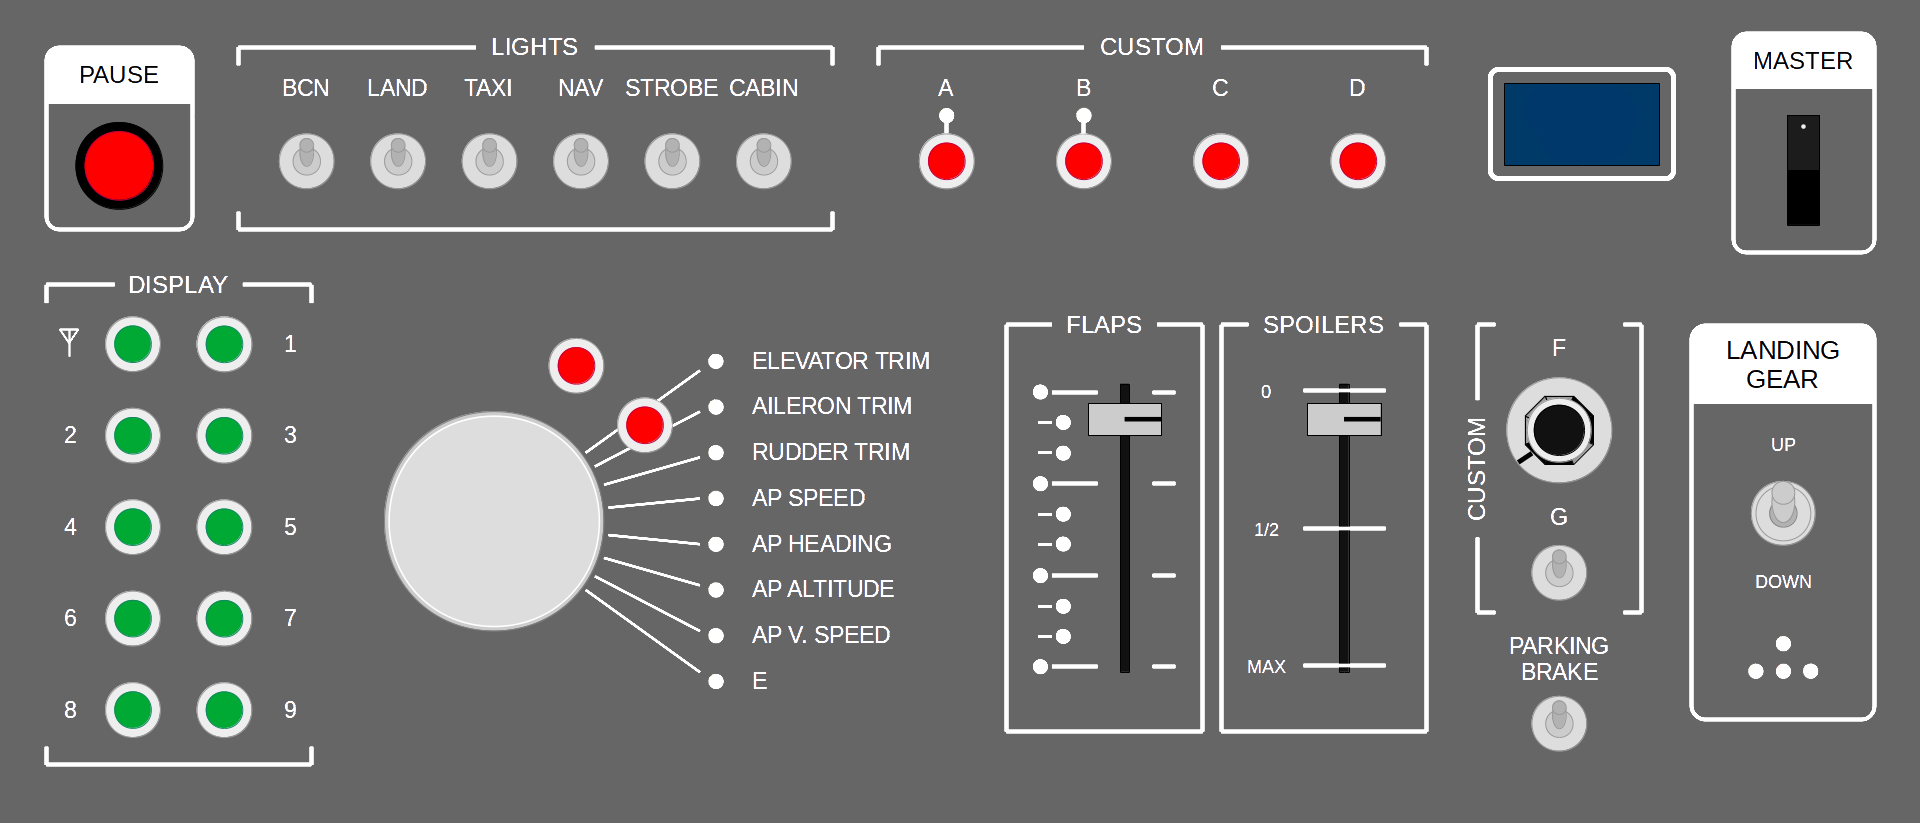 PAUSE
LIGHTS
BCN LAND TAXI NAV STROBE CABIN
CUSTOM
A B C D
MASTER
DISPLAY
1
2 3
4 5
6 7
8 9
ELEVATOR TRIM
AILERON TRIM
RUDDER TRIM
AP SPEED
AP HEADING
AP ALTITUDE
AP V. SPEED
E
FLAPS
SPOILERS
0
1/2
MAX
CUSTOM
F
G
PARKING
BRAKE
LANDING
GEAR
UP
DOWN